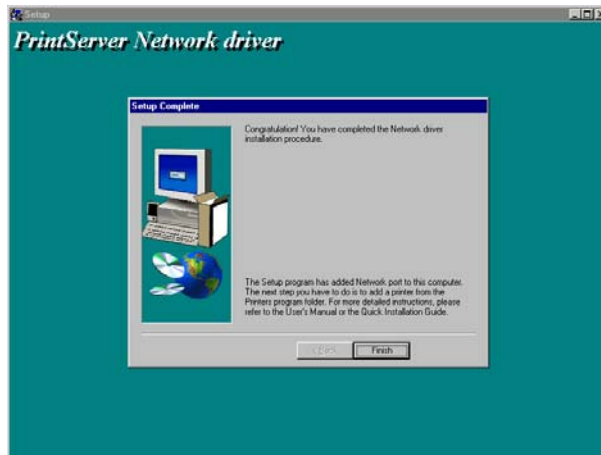 Setup
PrintServer Network driver
Setup Complete
Congratulation! You have completed the Network driver
installation procedure.
The Setup program has added Network port to this computer.
The next step you have to do is to add a printer from the
Printers program folder. For more detailed instructions, please
refer to the User's Manual or the Quick Installation Guide.
< Back
Finish